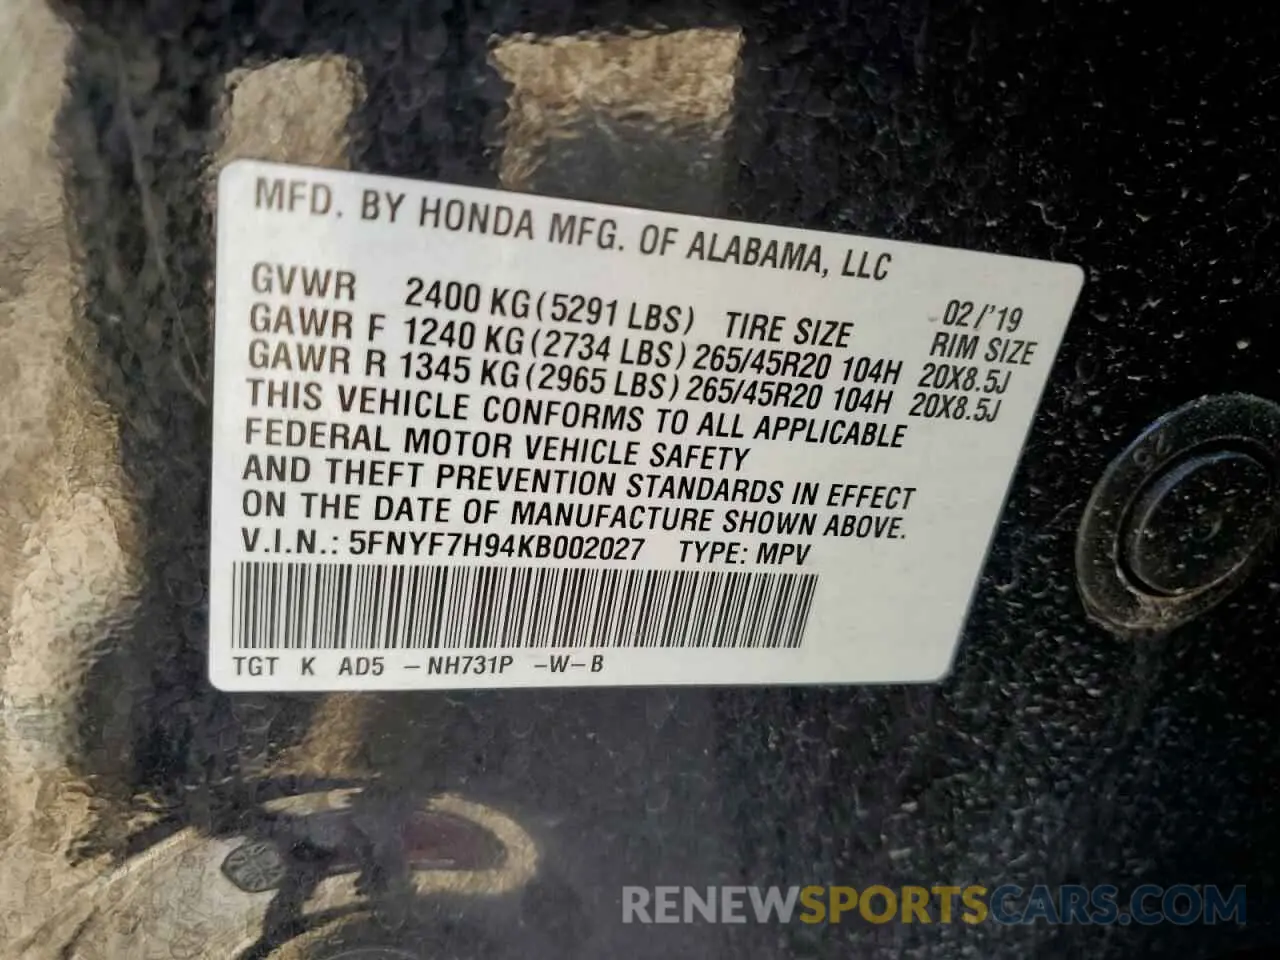 MFD. BY HONDA MFG. OF ALABAMA, LLC
02/'19
GVWR 2400 KG(5291 LBS) TIRE SIZE RIM SIZE
GAWR F 1240 KG(2734 LBS) 265/45R20 104H 20X8.5J
GAWR R 1345 KG(2965 LBS) 265/45R20 104H 20X8.5J
THIS VEHICLE CONFORMS TO ALL APPLICABLE
FEDERAL MOTOR VEHICLE SAFETY
AND THEFT PREVENTION STANDARDS IN EFFECT
ON THE DATE OF MANUFACTURE SHOWN ABOVE.
V.I.N.: 5FNYF7H94KB002027 TYPE: MPV
TGT K AD5 -NH731P -W-B
RENEWSPORTSCARS.COM